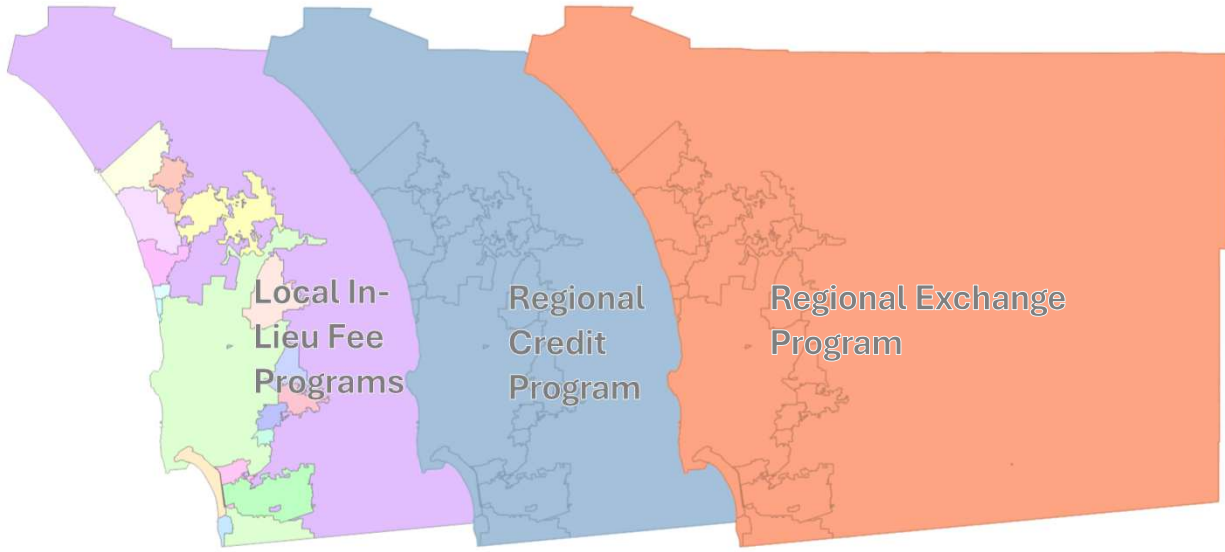 Local In-
Lieu Fee
Programs
Regional
Credit
Program
Regional Exchange
Program